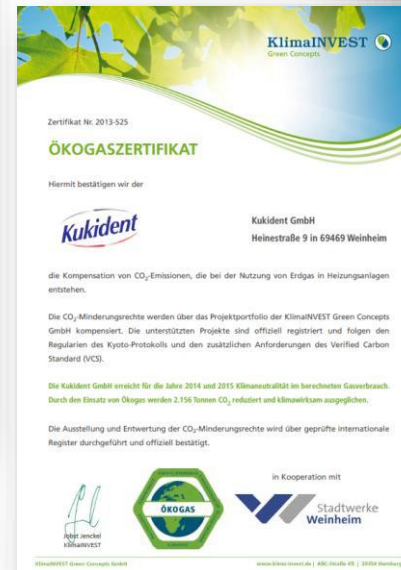 KlimaINVEST
Green Concepts
Zertifikat Nr. 2013-525
ÖKOGASZERTIFIKAT
Hiermit bestätigen wir der
Kukident
Kukident GmbH
Heinestraße 9 in 69469 Weinheim
die Kompensation von CO₂-Emissionen, die bei der Nutzung von Erdgas in Heizungsanlagen
entstehen.
Die CO₂-Minderungsrechte werden über das Projektportfolio der KlimaINVEST Green Concepts
GmbH kompensiert. Die unterstützten Projekte sind offiziell registriert und folgen den
Regularien des Kyoto-Protokolls und den zusätzlichen Anforderungen des Verified Carbon
Standard (VCS).
Die Kukident GmbH erreicht für die Jahre 2014 und 2015 Klimaneutralität im berechneten Gasverbrauch.
Durch den Einsatz von Ökogas werden 2.156 Tonnen CO₂ reduziert und klimawirksam ausgeglichen.
Die Ausstellung und Entwertung der CO₂-Minderungsrechte wird über geprüfte internationale
Register durchgeführt und offiziell bestätigt.
in Kooperation mit
ÖKOGAS
Stadtwerke
Weinheim
Jobst Jenckel
KlimaINVEST
KlimaINVEST Green Concepts GmbH
www.klima-invest.de | ABC-Straße 45 | 20354 Hamburg